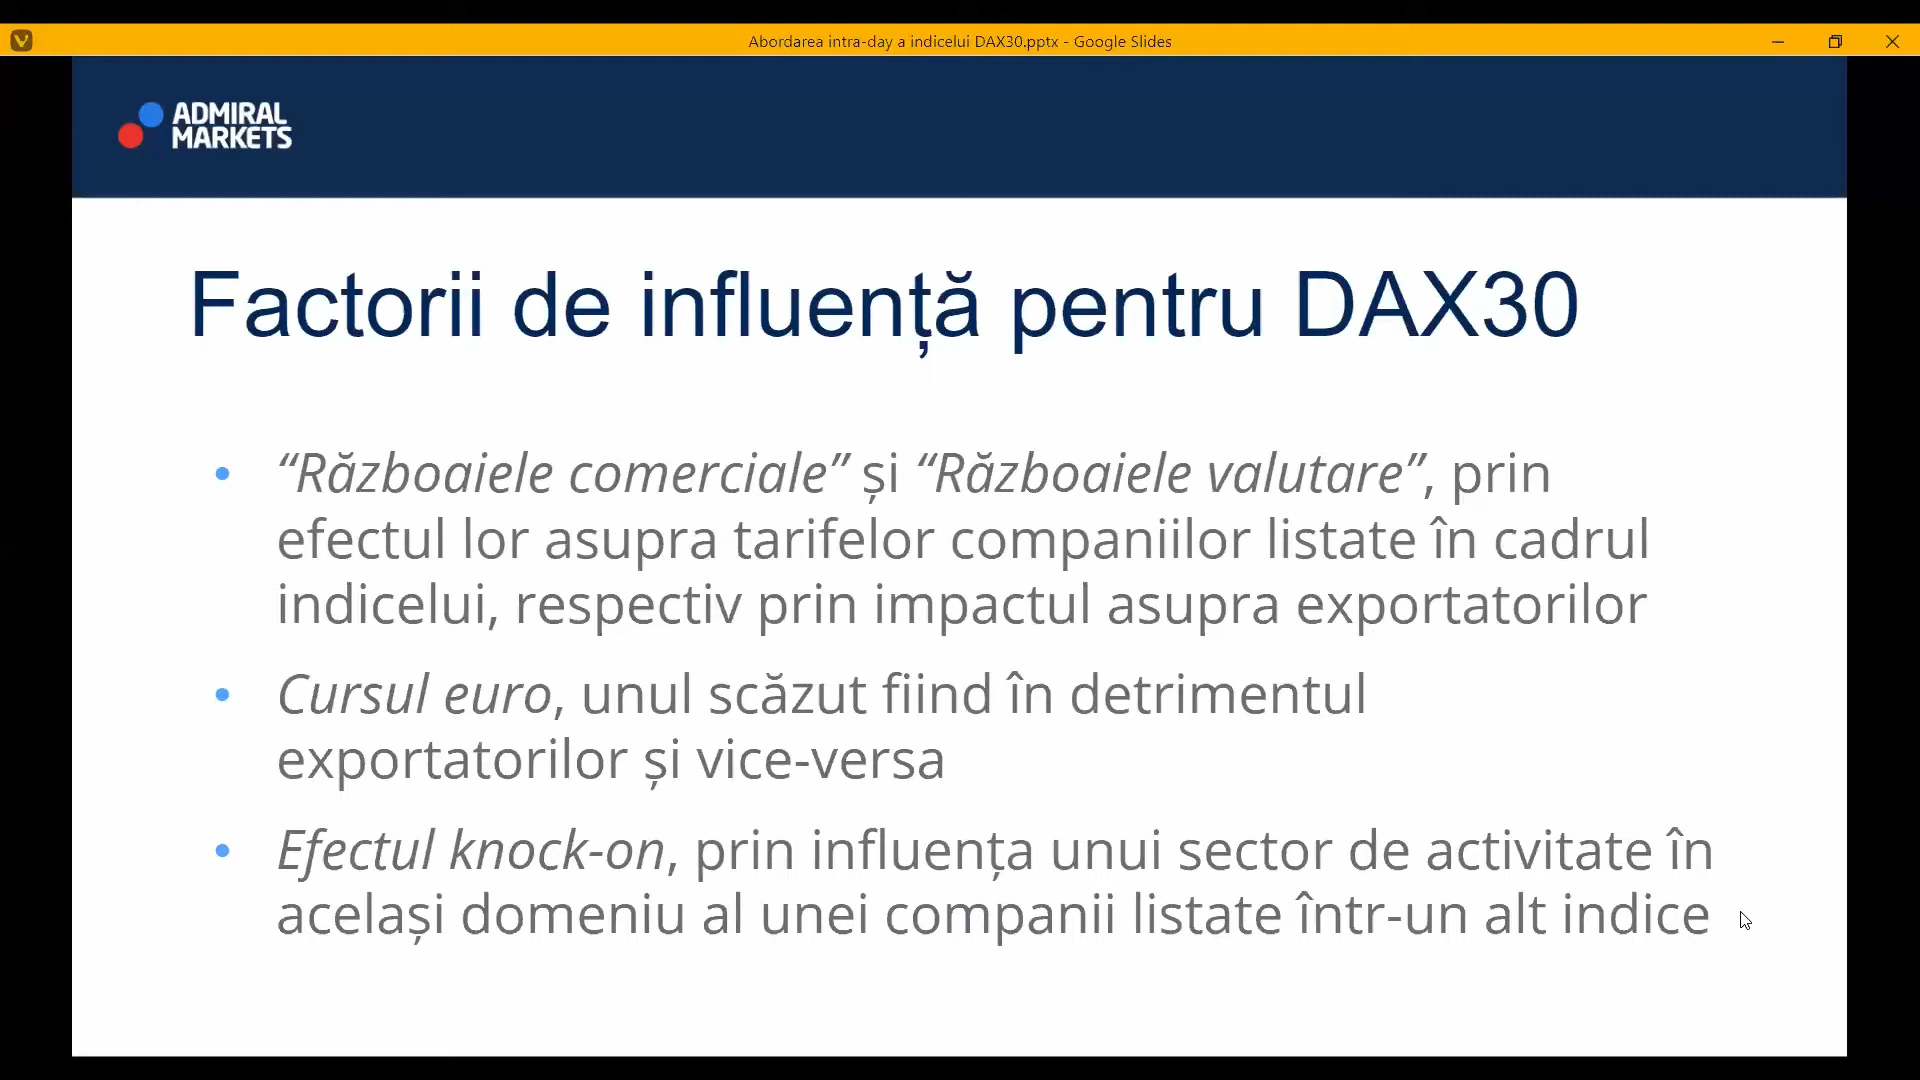 Abordarea intra-day a indicelui DAX30.pptx - Google Slides
ADMIRAL
MARKETS
Factorii de influență pentru DAX30
• “Războaiele comerciale” și “Războaiele valutare”, prin
efectul lor asupra tarifelor companiilor listate în cadrul
indicelui, respectiv prin impactul asupra exportatorilor
• Cursul euro, unul scăzut fiind în detrimentul
exportatorilor și vice-versa
• Efectul knock-on, prin influența unui sector de activitate în
același domeniu al unei companii listate într-un alt indice